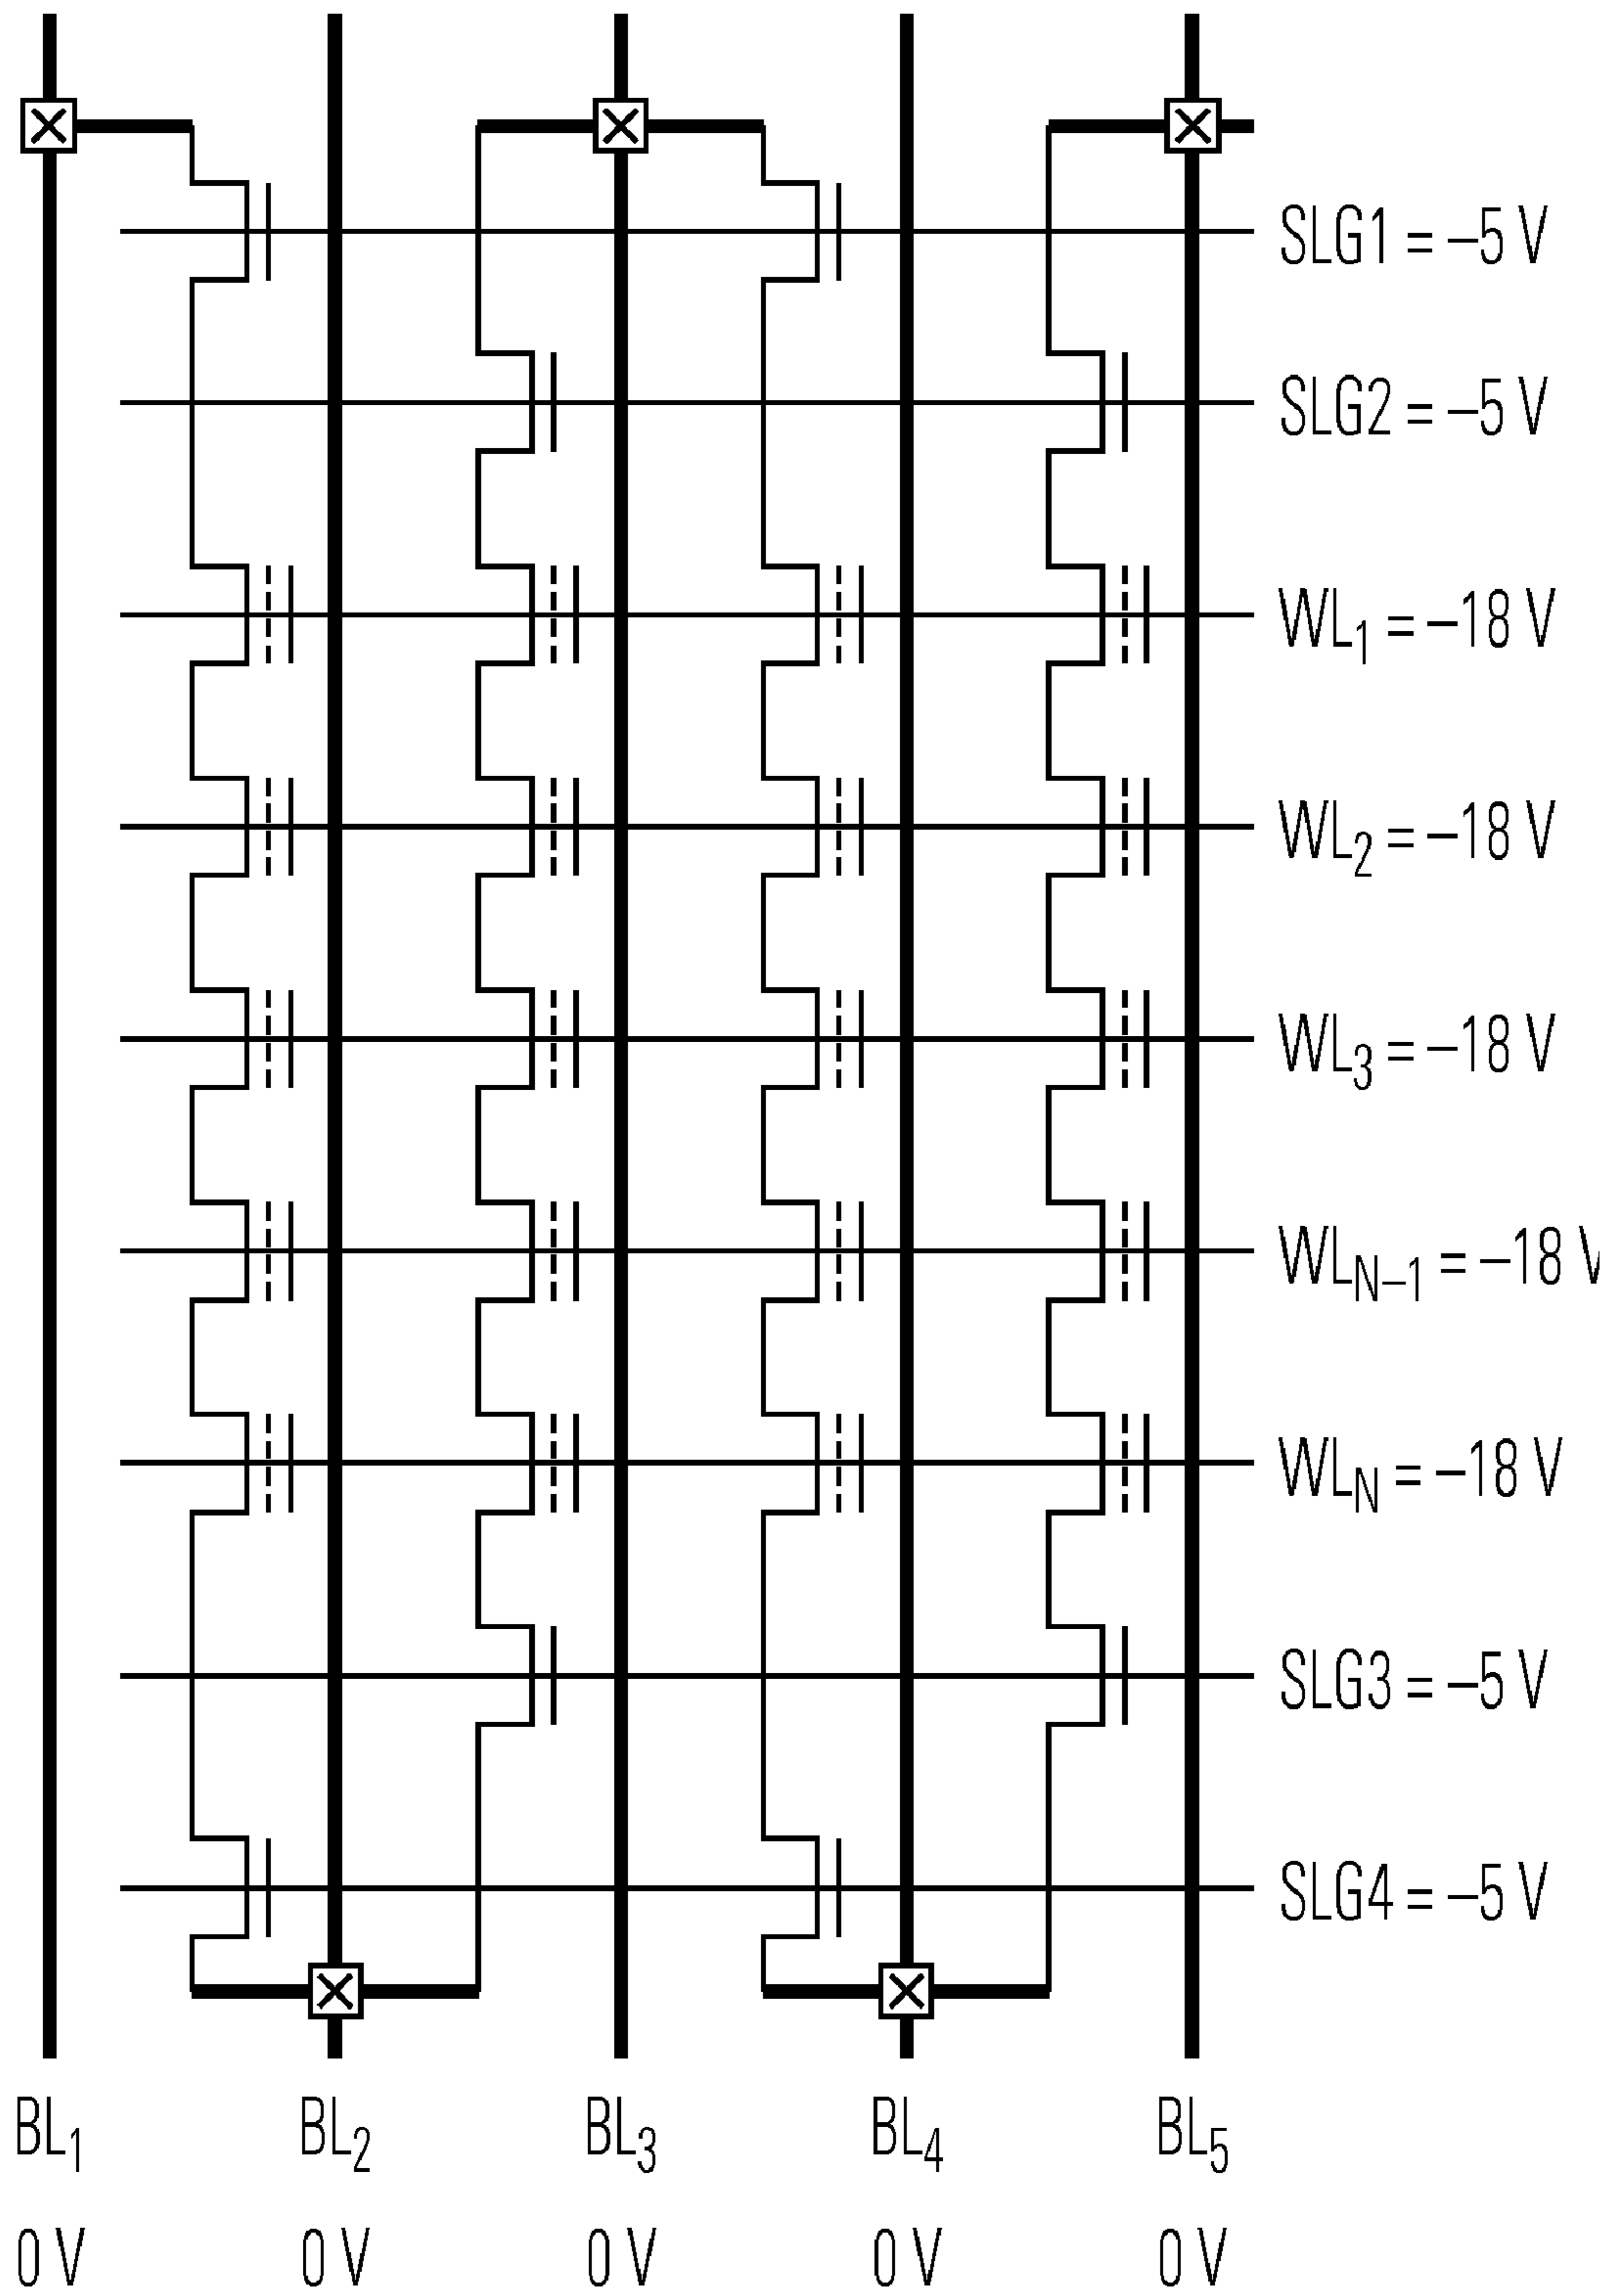 SLG1 = –5 V
SLG2 = –5 V
WL1 = –18 V
WL2 = –18 V
WL3 = –18 V
WLN–1 = –18 V
WLN = –18 V
SLG3 = –5 V
SLG4 = –5 V
BL1 BL2 BL3 BL4 BL5
0 V 0 V 0 V 0 V 0 V